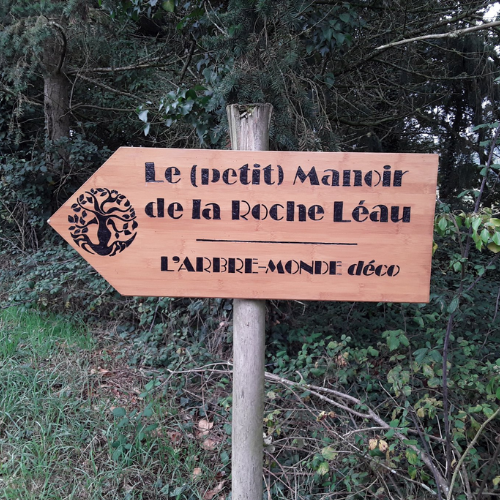 Le (petit) Manoir
de la Roche Léau
L'ARBRE-MONDE déco